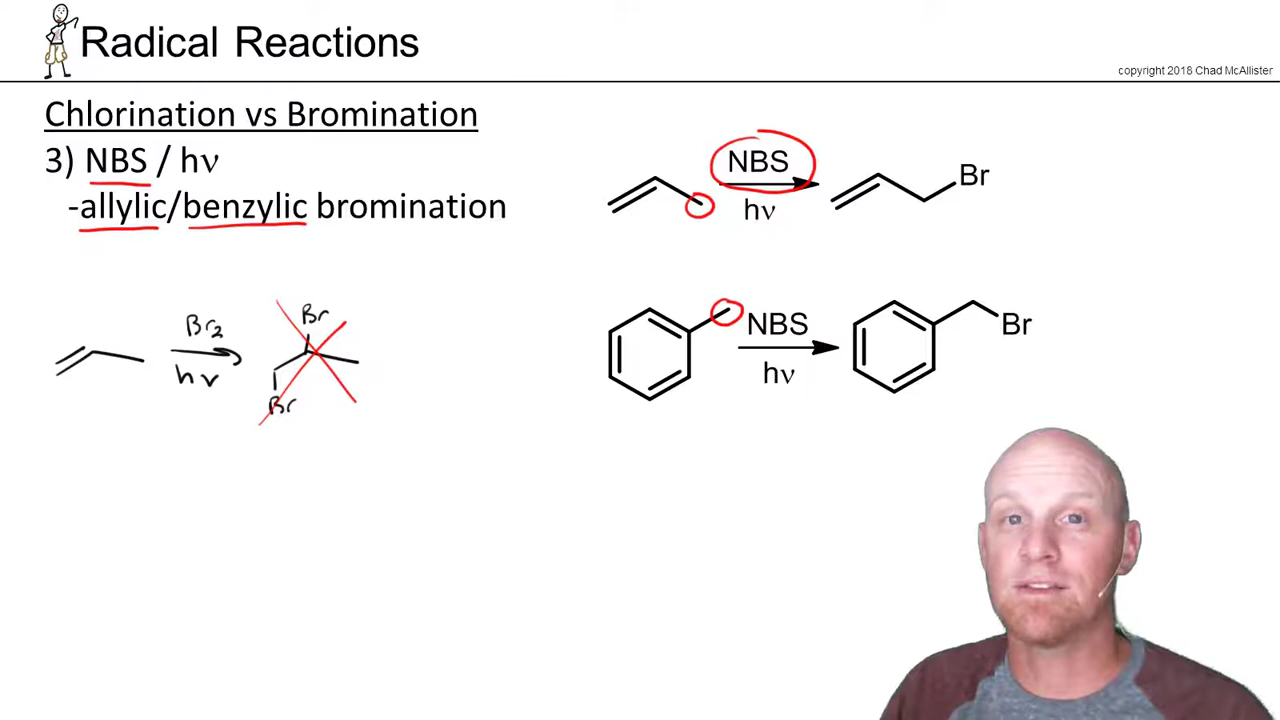 Radical Reactions
copyright 2018 Chad McAllister
Chlorination vs Bromination
3) NBS / hν
-allylic/benzylic bromination
NBS
hν
Br
Br₂
hν
Br
Br
NBS
hν
Br